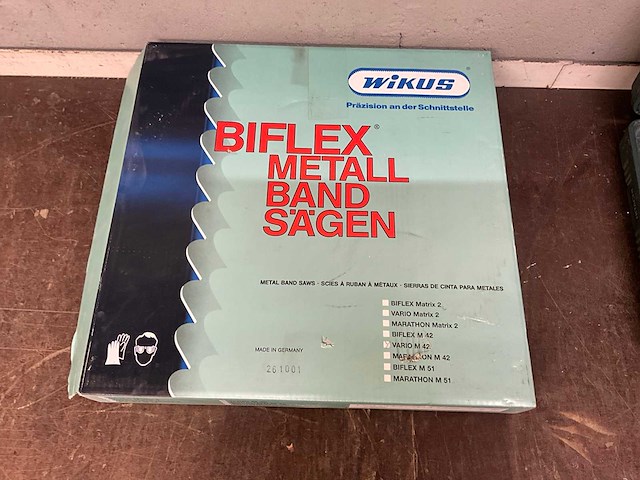 WIKUS®
Präzision an der Schnittstelle
BIFLEX®
METALL
BAND
SÄGEN
METAL BAND SAWS - SCIES À RUBAN À MÉTAUX - SIERRAS DE CINTA PARA METALES
BIFLEX Matrix 2
VARIO Matrix 2
MARATHON Matrix 2
BIFLEX M 42
VARIO M 42
MARATHON M 42
BIFLEX M 51
MARATHON M 51
MADE IN GERMANY
261001